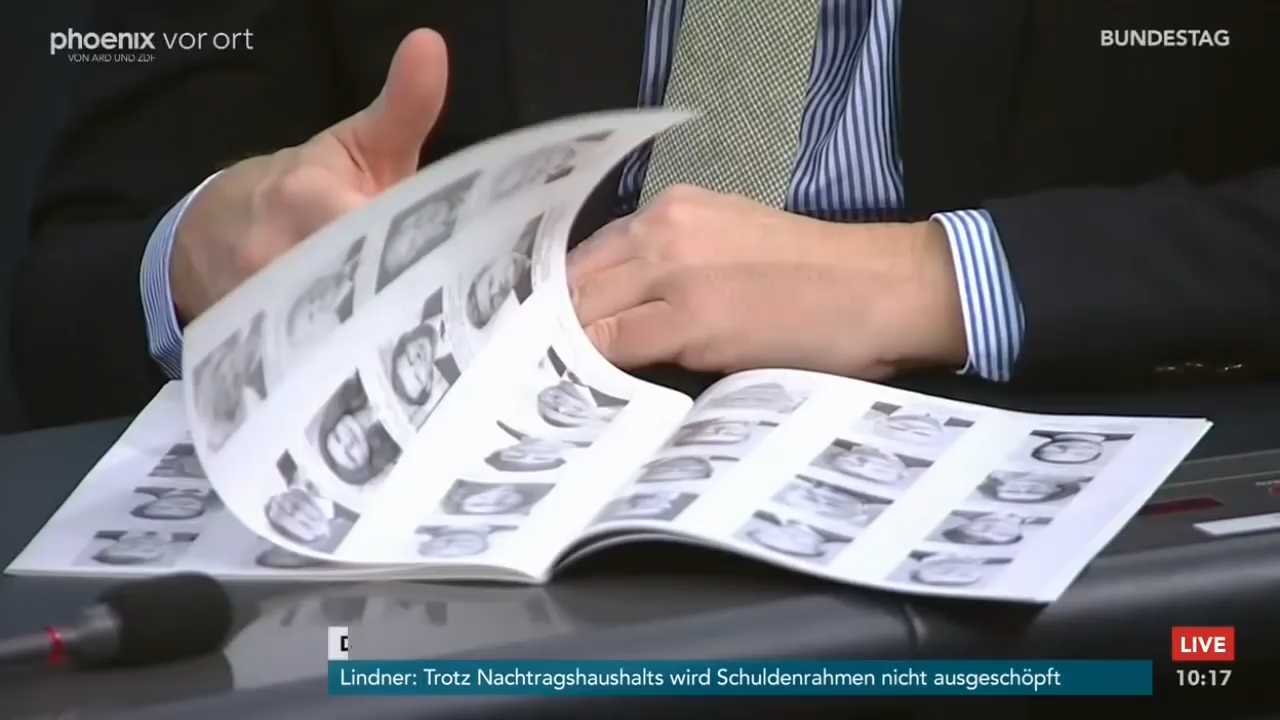 phoenix vor ort
VON ARD UND ZDF
BUNDESTAG
LIVE
Lindner: Trotz Nachtragshaushalts wird Schuldenrahmen nicht ausgeschöpft
10:17